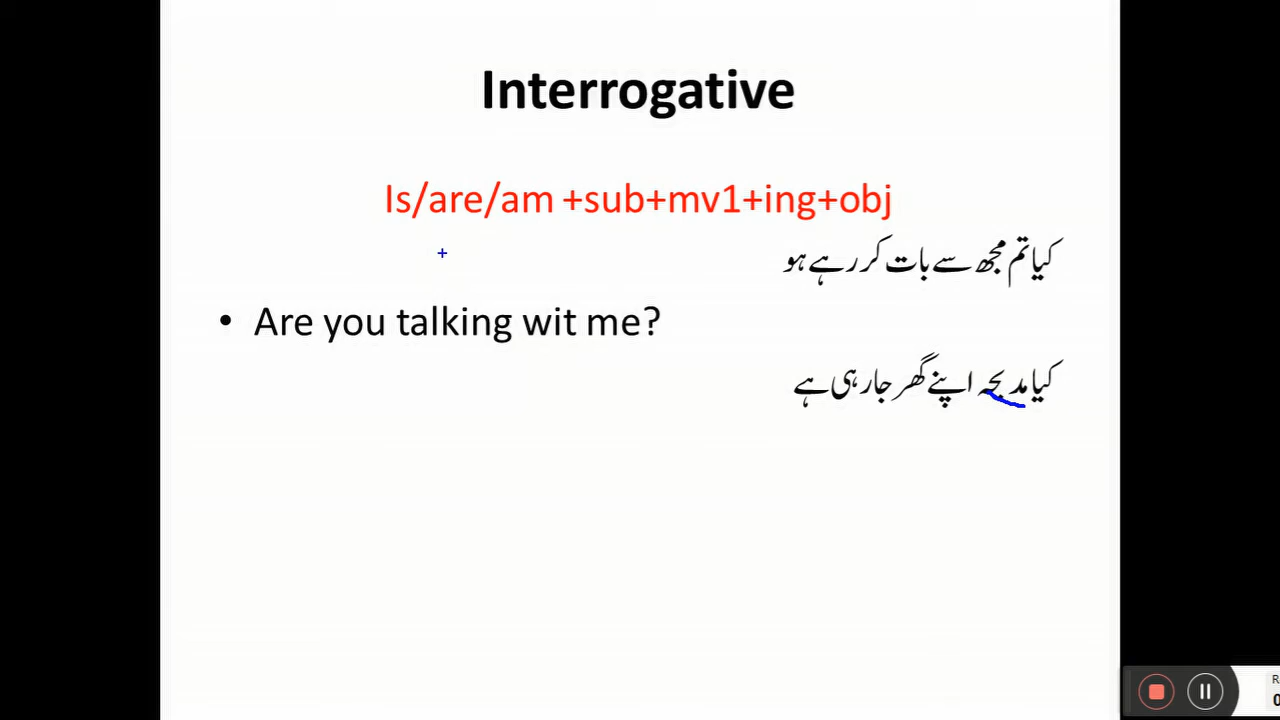 Interrogative
Is/are/am +sub+mv1+ing+obj
کیا تم مجھ سے بات کر رہے ہو
• Are you talking wit me?
کیا مدیحہ اپنے گھر جا رہی ہے
R
0